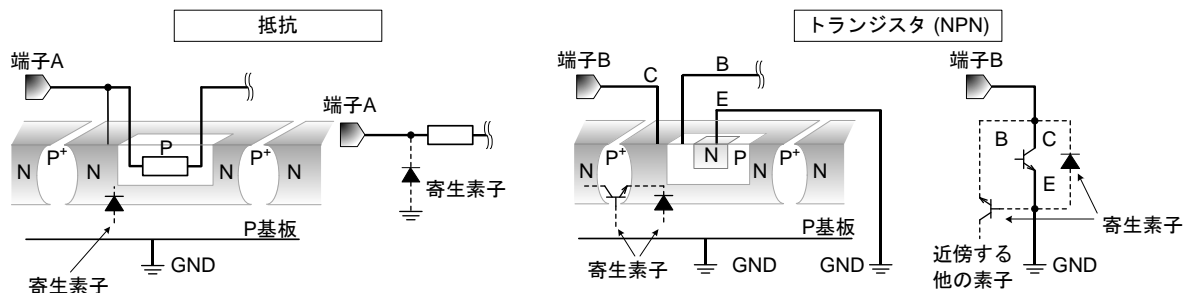 抵抗
トランジスタ (NPN)
端子A
端子A
N
P+
N
P
N
P+
N
寄生素子
P基板
GND
寄生素子
端子B
C
B
E
N
P+
N
N
P
N
P+
N
P基板
GND
GND
寄生素子
端子B
B
C
E
寄生素子
近傍する
他の素子
GND